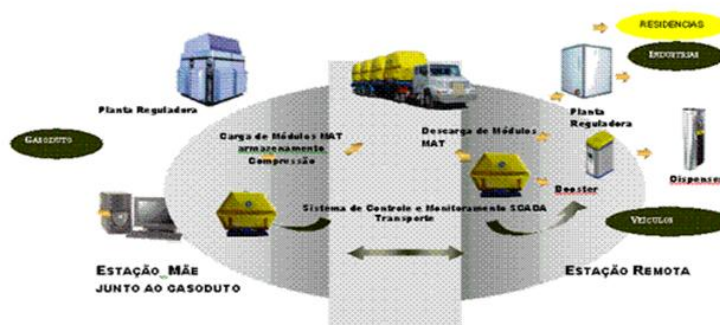 RESIDENCIAS
INDUSTRIAS
Planta Reguladora
Planta
Reguladora
GASODUTO
Carga de Módulos MAT
armazenamento
Compressão
Descarga de Módulos
MAT
Dispenser
Booster
Sistema de Controle e Monitoramento SCADA
Transporte
VEÍCULOS
ESTAÇÃO MÃE
JUNTO AO GASODUTO
ESTAÇÃO REMOTA